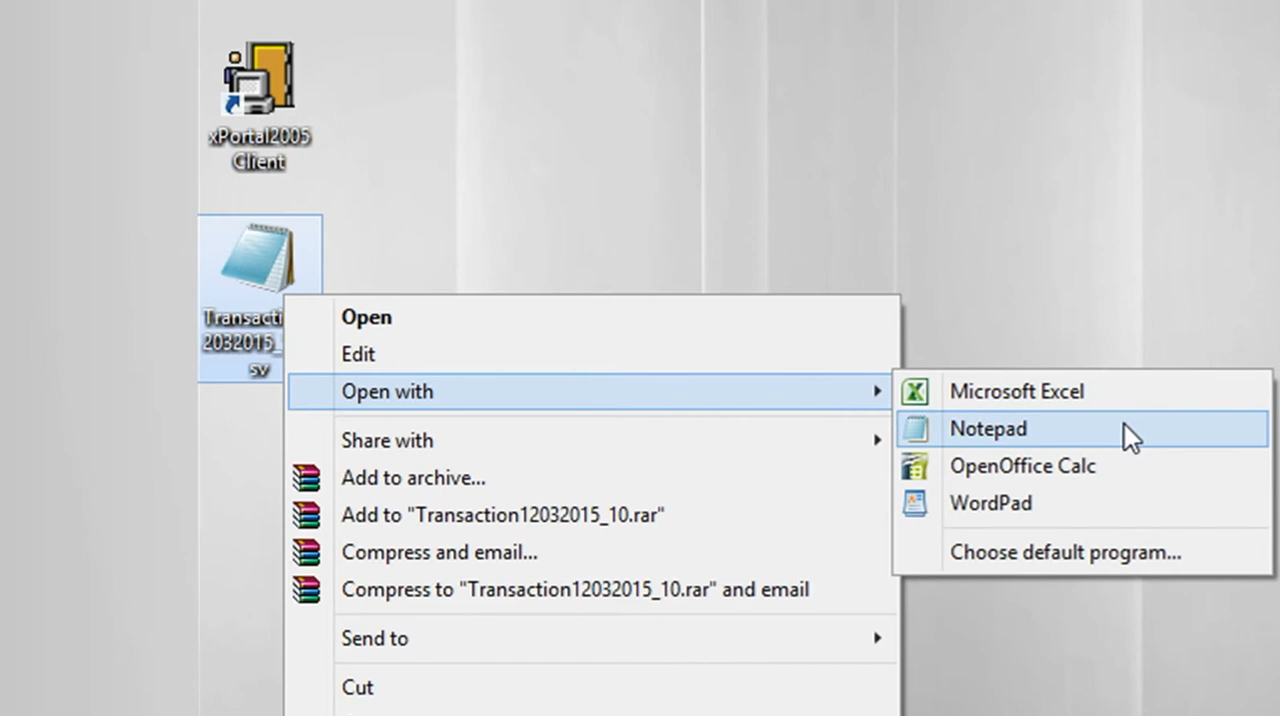 xPortal2005
Client
Transacti
2032015_
sv
Open
Edit
Open with
Share with
Add to archive...
Add to "Transaction12032015_10.rar"
Compress and email...
Compress to "Transaction12032015_10.rar" and email
Send to
Cut
Microsoft Excel
Notepad
OpenOffice Calc
WordPad
Choose default program...